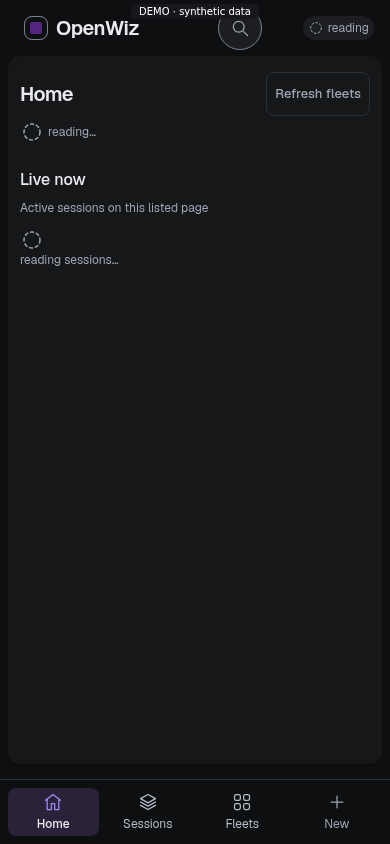 DEMO · synthetic data
OpenWiz
reading
Home
Refresh fleets
reading…
Live now
Active sessions on this listed page
reading sessions…
Home
Sessions
Fleets
New